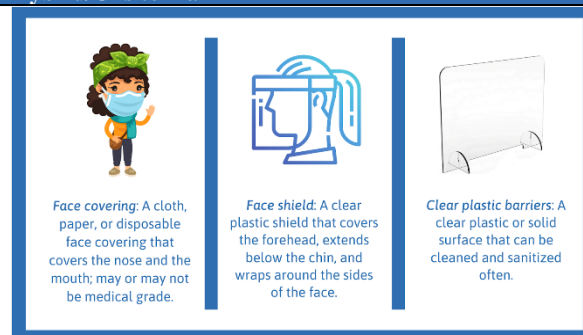 Face covering: A cloth,
paper, or disposable
face covering that
covers the nose and the
mouth; may or may not
be medical grade.
Face shield: A clear
plastic shield that covers
the forehead, extends
below the chin, and
wraps around the sides
of the face.
Clear plastic barriers: A
clear plastic or solid
surface that can be
cleaned and sanitized
often.